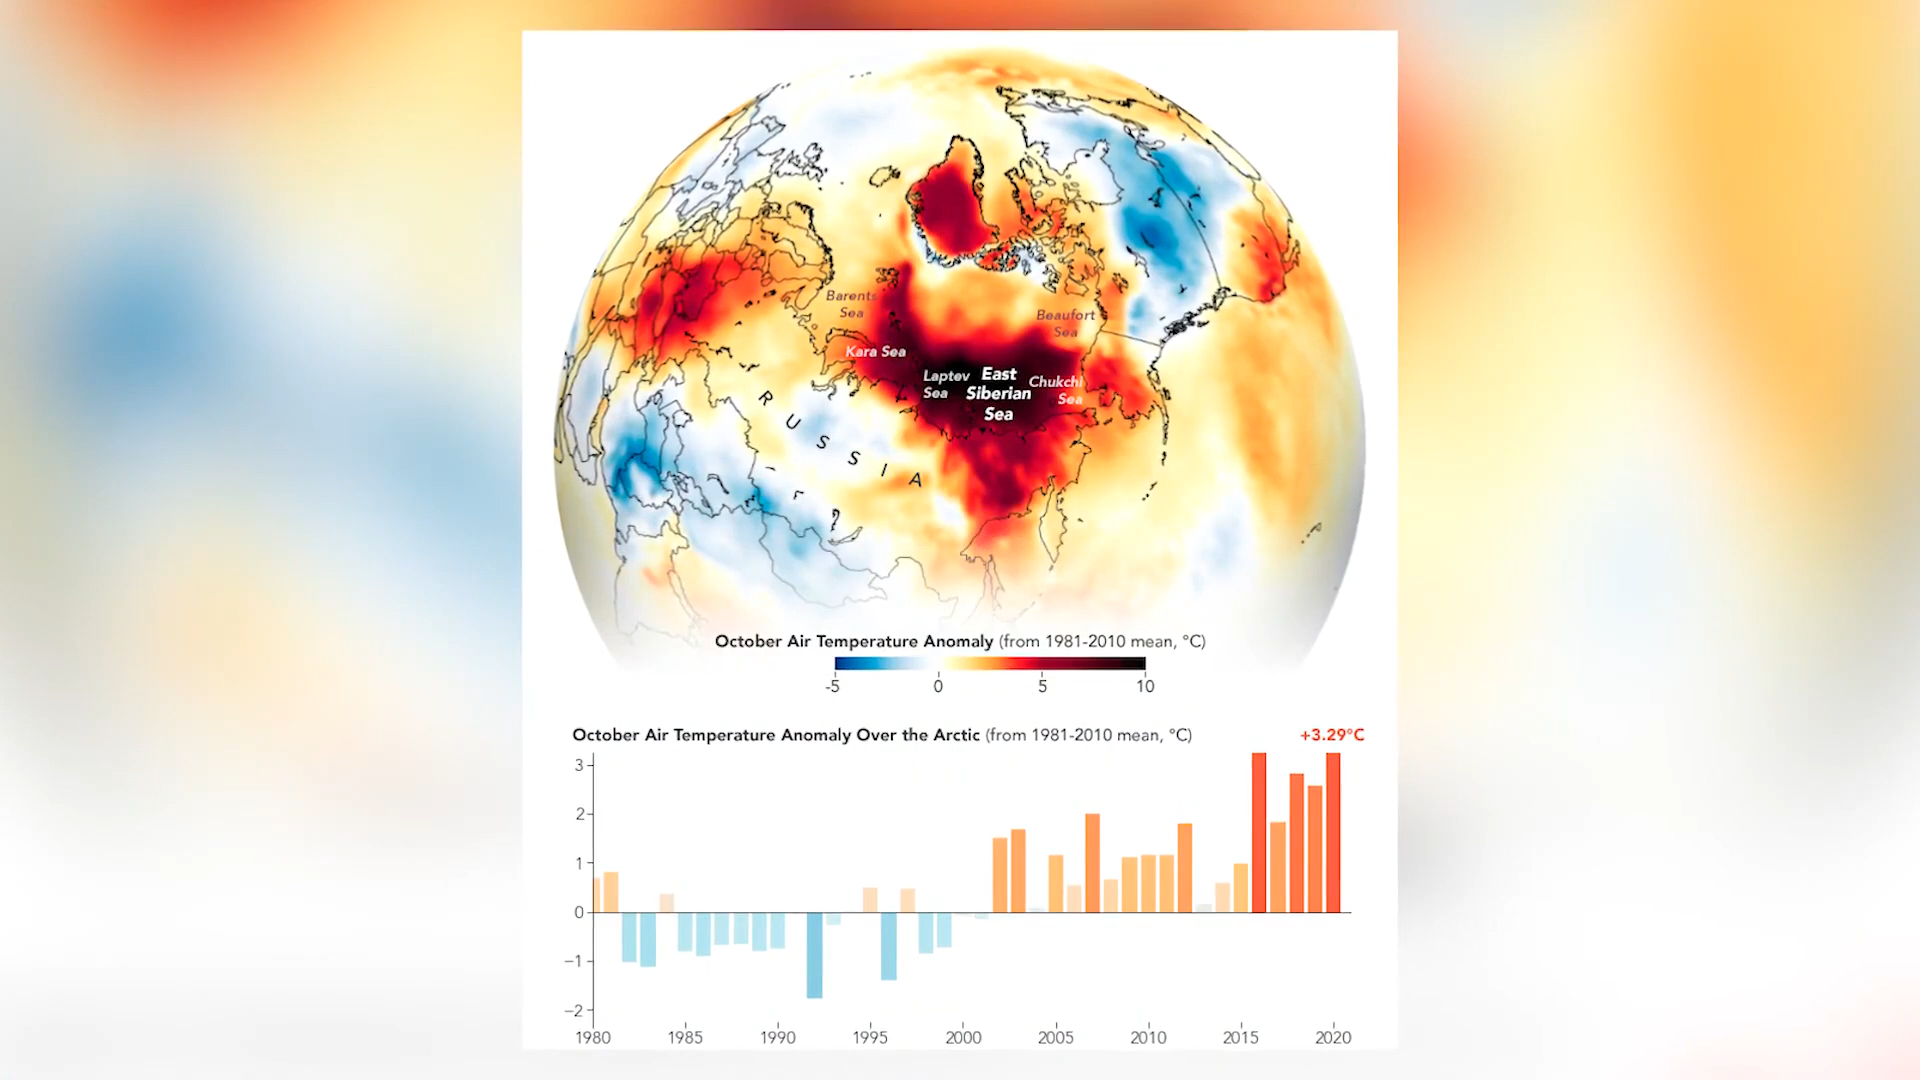 Barents
Sea
Beaufort
Sea
Kara Sea
Laptev
Sea
East
Siberian
Sea
Chukchi
Sea
RUSSIA
October Air Temperature Anomaly (from 1981-2010 mean, °C)
-5 0 5 10
October Air Temperature Anomaly Over the Arctic (from 1981-2010 mean, °C) +3.29°C
3
2
1
0
−1
−2
1980 1985 1990 1995 2000 2005 2010 2015 2020